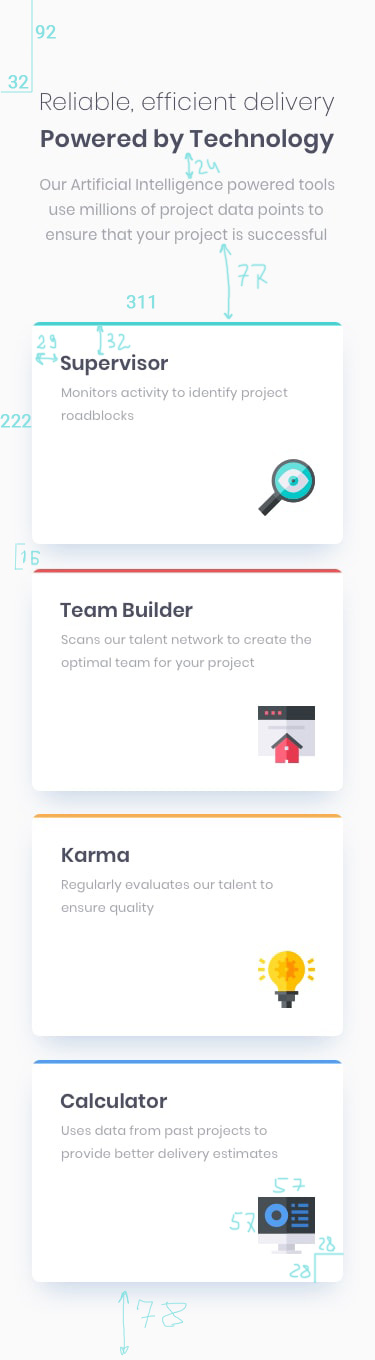 92
32
Reliable, efficient delivery
Powered by Technology
24
Our Artificial Intelligence powered tools
use millions of project data points to
ensure that your project is successful
311
29
32
Supervisor
Monitors activity to identify project
roadblocks
222
Team Builder
Scans our talent network to create the
optimal team for your project
Karma
Regularly evaluates our talent to
ensure quality
Calculator
Uses data from past projects to
provide better delivery estimates
57
57
28
28
78